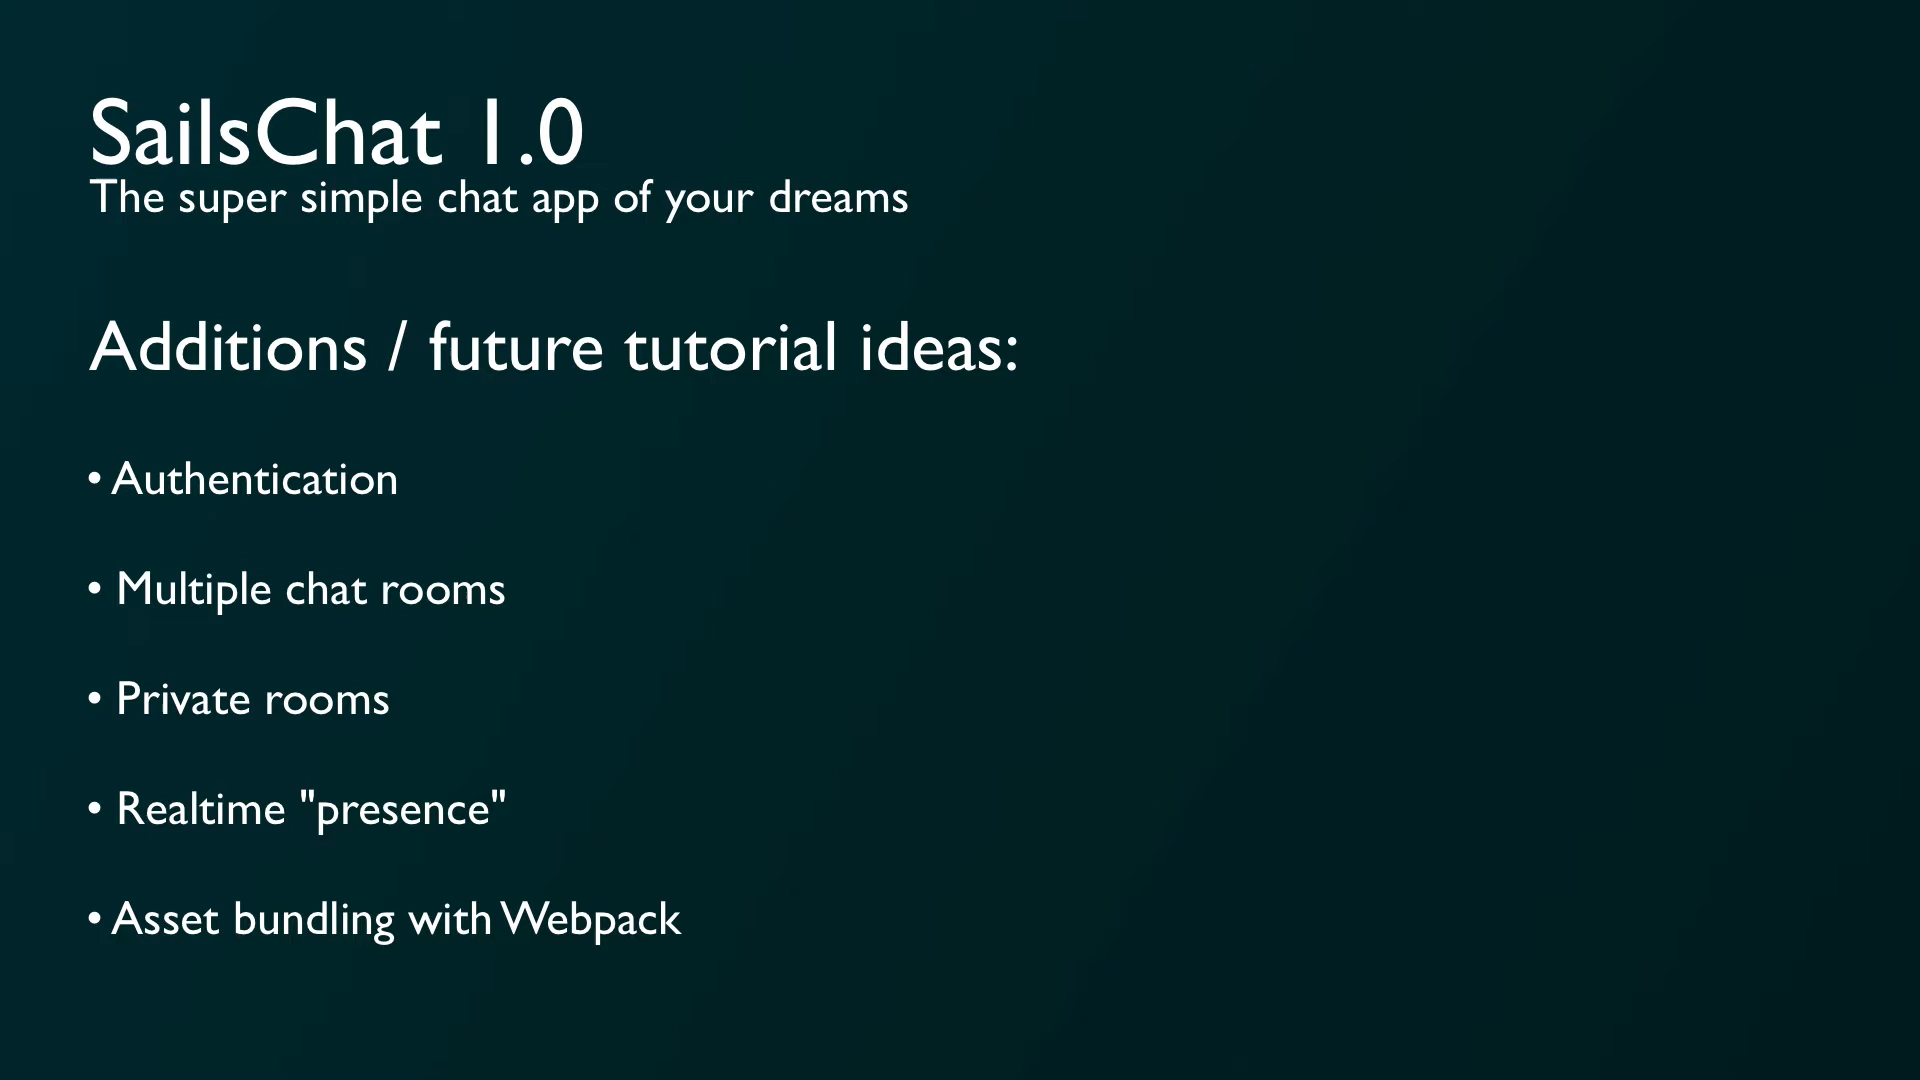 SailsChat 1.0
The super simple chat app of your dreams
Additions / future tutorial ideas:
• Authentication
• Multiple chat rooms
• Private rooms
• Realtime "presence"
• Asset bundling with Webpack